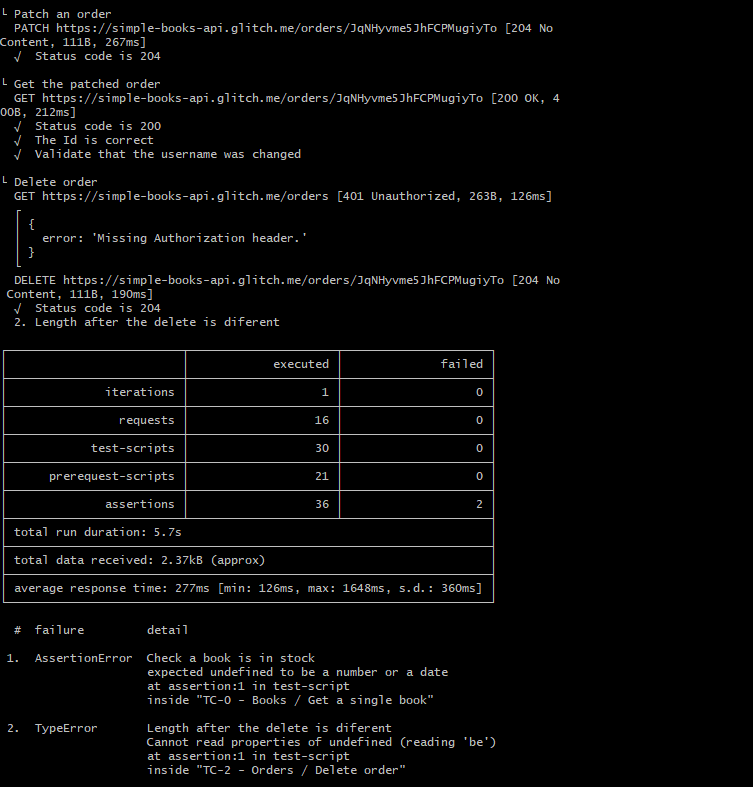 └ Patch an order
PATCH https://simple-books-api.glitch.me/orders/JqNHyvme5JhFCPMugiyTo [204 No
Content, 111B, 267ms]
√ Status code is 204
└ Get the patched order
GET https://simple-books-api.glitch.me/orders/JqNHyvme5JhFCPMugiyTo [200 OK, 4
00B, 212ms]
√ Status code is 200
√ The Id is correct
√ Validate that the username was changed
└ Delete order
GET https://simple-books-api.glitch.me/orders [401 Unauthorized, 263B, 126ms]
{
error: 'Missing Authorization header.'
}
DELETE https://simple-books-api.glitch.me/orders/JqNHyvme5JhFCPMugiyTo [204 No
Content, 111B, 190ms]
√ Status code is 204
2. Length after the delete is diferent
executed failed
iterations 1 0
requests 16 0
test-scripts 30 0
prerequest-scripts 21 0
assertions 36 2
total run duration: 5.7s
total data received: 2.37kB (approx)
average response time: 277ms [min: 126ms, max: 1648ms, s.d.: 360ms]
# failure detail
1. AssertionError Check a book is in stock
expected undefined to be a number or a date
at assertion:1 in test-script
inside "TC-0 - Books / Get a single book"
2. TypeError Length after the delete is diferent
Cannot read properties of undefined (reading 'be')
at assertion:1 in test-script
inside "TC-2 - Orders / Delete order"